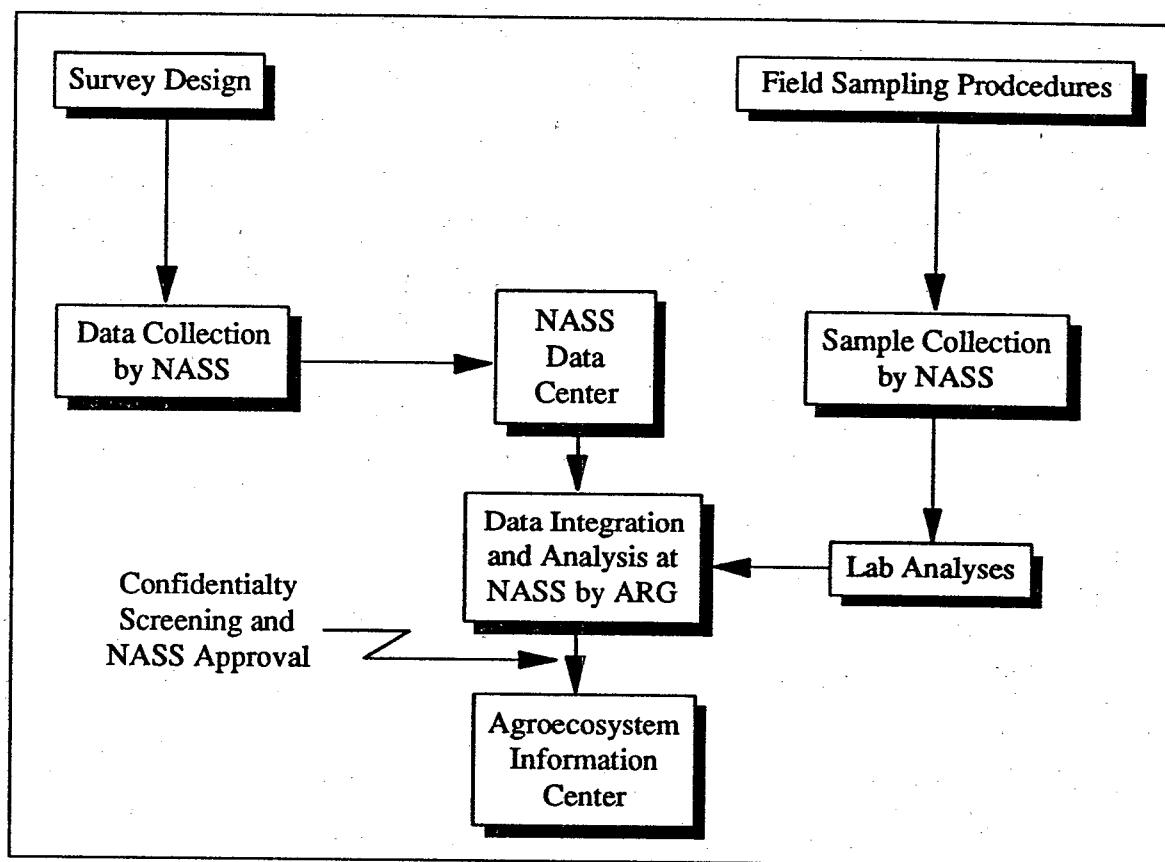 Survey Design
Field Sampling Prodcedures
Data Collection
by NASS
NASS
Data
Center
Sample Collection
by NASS
Data Integration
and Analysis at
NASS by ARG
Lab Analyses
Confidentialty
Screening and
NASS Approval
Agroecosystem
Information
Center